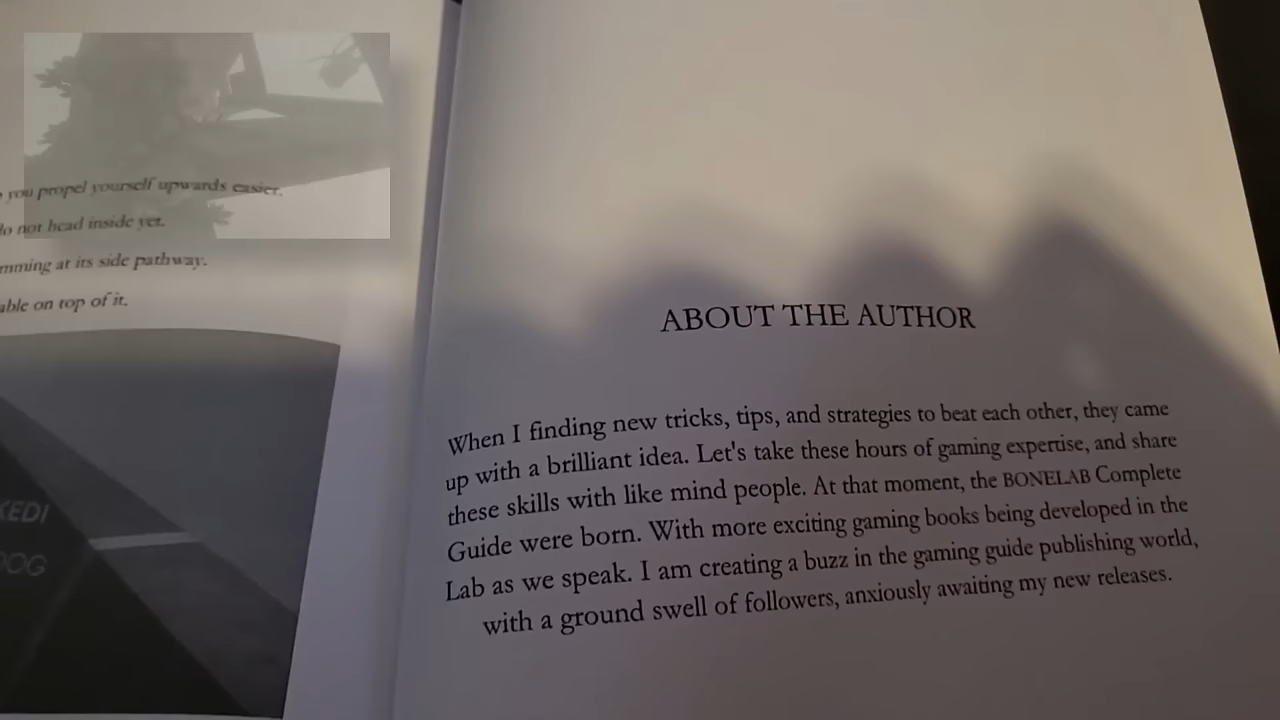 you propel yourself upwards easier.
do not head inside yet.
mming at its side pathway.
able on top of it.
KEDI
OOG
ABOUT THE AUTHOR
When I finding new tricks, tips, and strategies to beat each other, they came
up with a brilliant idea. Let's take these hours of gaming expertise, and share
these skills with like mind people. At that moment, the BONELAB Complete
Guide were born. With more exciting gaming books being developed in the
Lab as we speak. I am creating a buzz in the gaming guide publishing world,
with a ground swell of followers, anxiously awaiting my new releases.